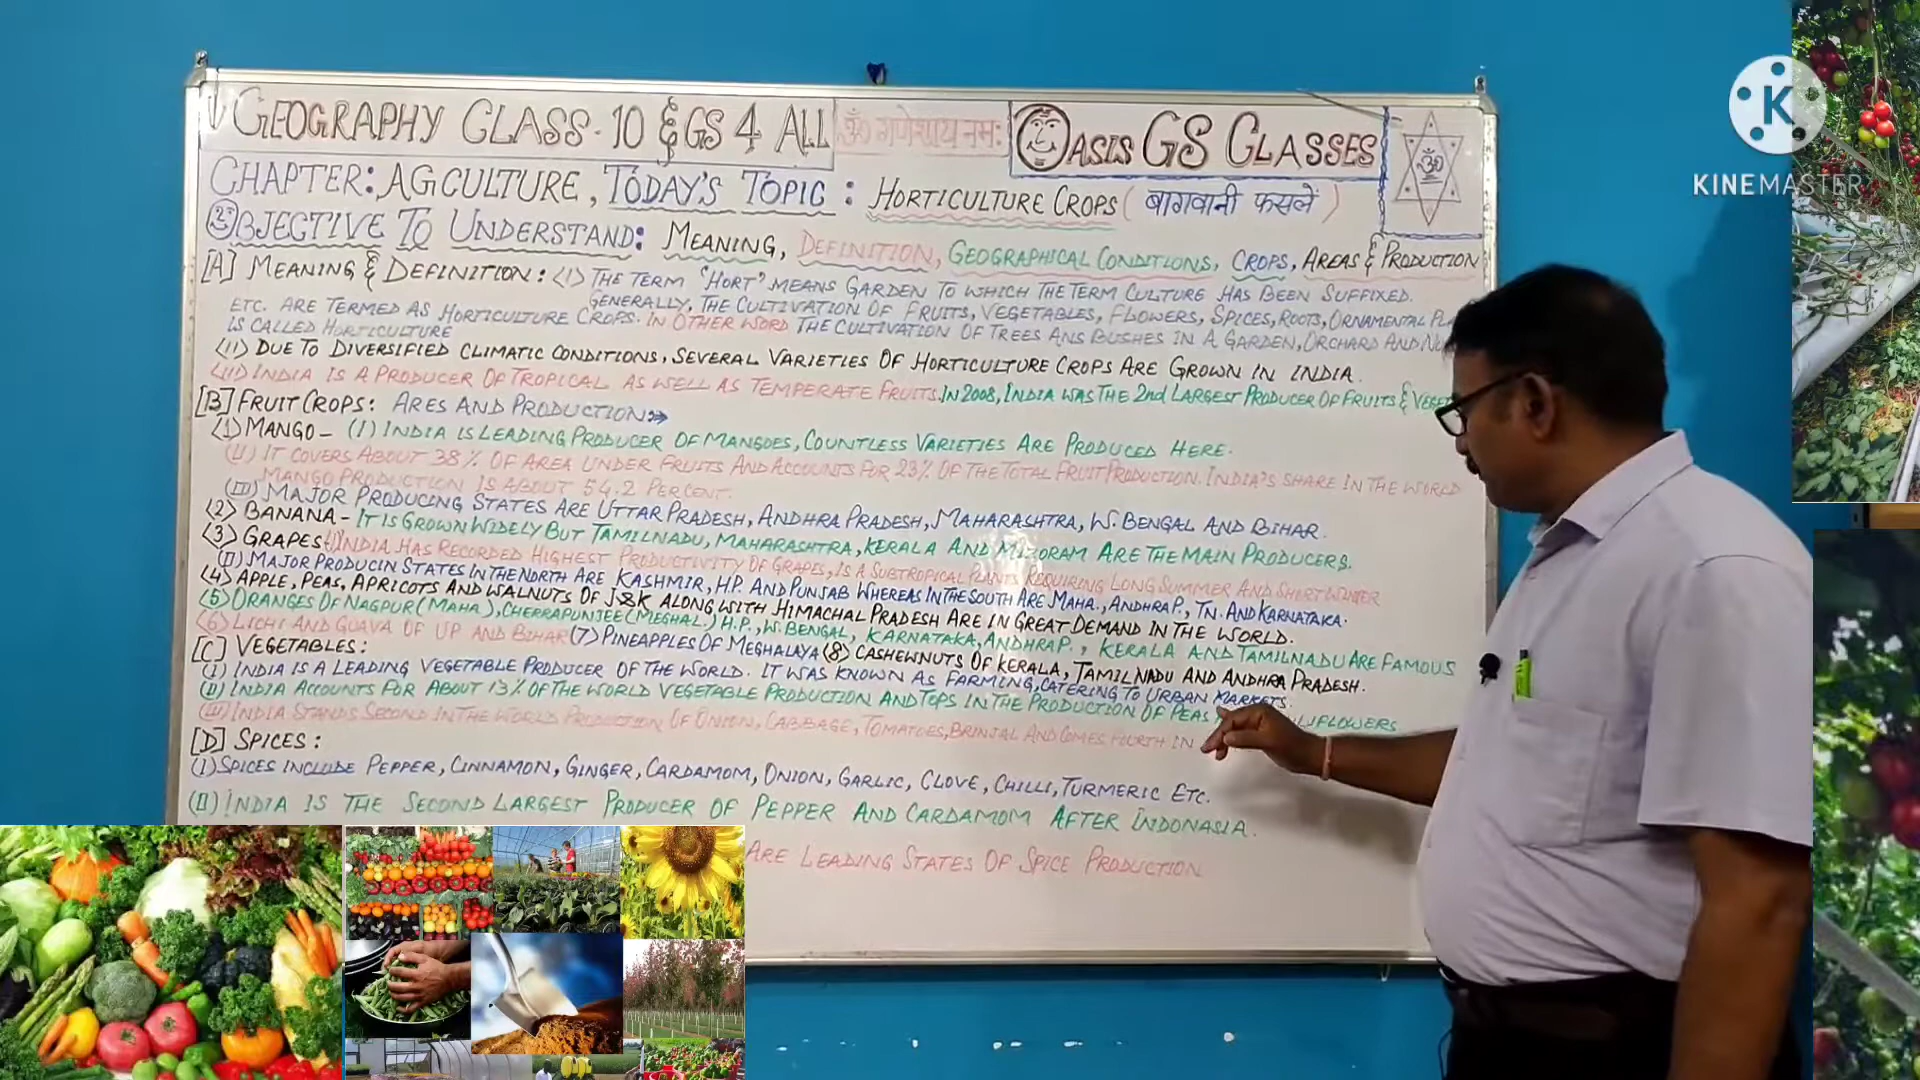 GEOGRAPHY CLASS-10 & GS 4 ALL
ॐ गणेशाय नमः
OASIS GS CLASSES
ॐ
KINEMASTER
CHAPTER: AGCULTURE, TODAY'S TOPIC: HORTICULTURE CROPS (बागवानी फसलें)
OBJECTIVE TO UNDERSTAND: MEANING, DEFINITION, GEOGRAPHICAL CONDITIONS, CROPS, AREAS & PRODUCTION
[A] MEANING & DEFINITION: (I) THE TERM "HORT" MEANS GARDEN TO WHICH THE TERM CULTURE HAS BEEN SUFFIXED.
GENERALLY, THE CULTIVATION OF FRUITS, VEGETABLES, FLOWERS, SPICES, ROOTS, ORNAMENTAL
ETC. ARE TERMED AS HORTICULTURE CROPS. IN OTHER WORD THE CULTIVATION OF TREES ANS BUSHES IN A GARDEN, ORCHARD AND
IS CALLED HORTICULTURE
(II) DUE TO DIVERSIFIED CLIMATIC CONDITIONS, SEVERAL VARIETIES OF HORTICULTURE CROPS ARE GROWN IN INDIA.
INDIA IS A PRODUCER OF TROPICAL AS WELL AS TEMPERATE FRUITS. IN 2008, INDIA WAS THE 2nd LARGEST PRODUCER OF FRUITS &
[B] FRUIT CROPS: ARES AND PRODUCTION:
(1) MANGO- (I) INDIA IS LEADING PRODUCER OF MANGOES, COUNTLESS VARIETIES ARE PRODUCED HERE.
(II) IT COVERS ABOUT 38% OF AREA UNDER FRUITS AND ACCOUNTS FOR 23% OF THE TOTAL FRUIT PRODUCTION. INDIA'S SHARE IN THE WORLD
MANGO PRODUCTION IS ABOUT 54.2 PERCENT.
(III) MAJOR PRODUCING STATES ARE UTTAR PRADESH, ANDHRA PRADESH, MAHARASHTRA, W. BENGAL AND BIHAR.
(2) BANANA- IT IS GROWN WIDELY BUT TAMILNADU, MAHARASHTRA, KERALA AND MIZORAM ARE THE MAIN PRODUCERS.
(3) GRAPES- INDIA HAS RECORDED HIGHEST PRODUCTIVITY OF GRAPES, IS A SUBTROPICAL PLANTS REQUIRING LONG SUMMER AND SHORT WINTER
(II) MAJOR PRODUCIN STATES IN THE NORTH ARE KASHMIR, H.P. AND PUNJAB WHEREAS IN THE SOUTH ARE MAHA., ANDHRA P., TN. AND KARNATAKA.
(4) APPLE, PEAS, APRICOTS AND WALNUTS OF J&K ALONG WITH HIMACHAL PRADESH ARE IN GREAT DEMAND IN THE WORLD.
(5) ORANGES OF NAGPUR (MAHA), CHERRAPUNJEE (MEGHAL.) H.P., W. BENGAL, KARNATAKA, ANDHRA P., KERALA AND TAMILNADU ARE FAMOUS
(6) LICHI AND GUAVA OF UP AND BIHAR (7) PINEAPPLES OF MEGHALAYA (8) CASHEWNUTS OF KERALA, TAMILNADU AND ANDHRA PRADESH.
[C] VEGETABLES:
(I) INDIA IS A LEADING VEGETABLE PRODUCER OF THE WORLD. IT WAS KNOWN AS FARMING, CATERING TO URBAN MARKETS.
(II) INDIA ACCOUNTS FOR ABOUT 13% OF THE WORLD VEGETABLE PRODUCTION AND TOPS IN THE PRODUCTION OF PEAS
(III) INDIA STANDS SECOND IN THE WORLD PRODUCTION OF ONION, CABBAGE, TOMATOES, BRINJAL AND COMES FOURTH IN
[D] SPICES:
(I) SPICES INCLUDE PEPPER, CINNAMON, GINGER, CARDAMOM, ONION, GARLIC, CLOVE, CHILLI, TURMERIC ETC.
(II) INDIA IS THE SECOND LARGEST PRODUCER OF PEPPER AND CARDAMOM AFTER INDONASIA.
ARE LEADING STATES OF SPICE PRODUCTION